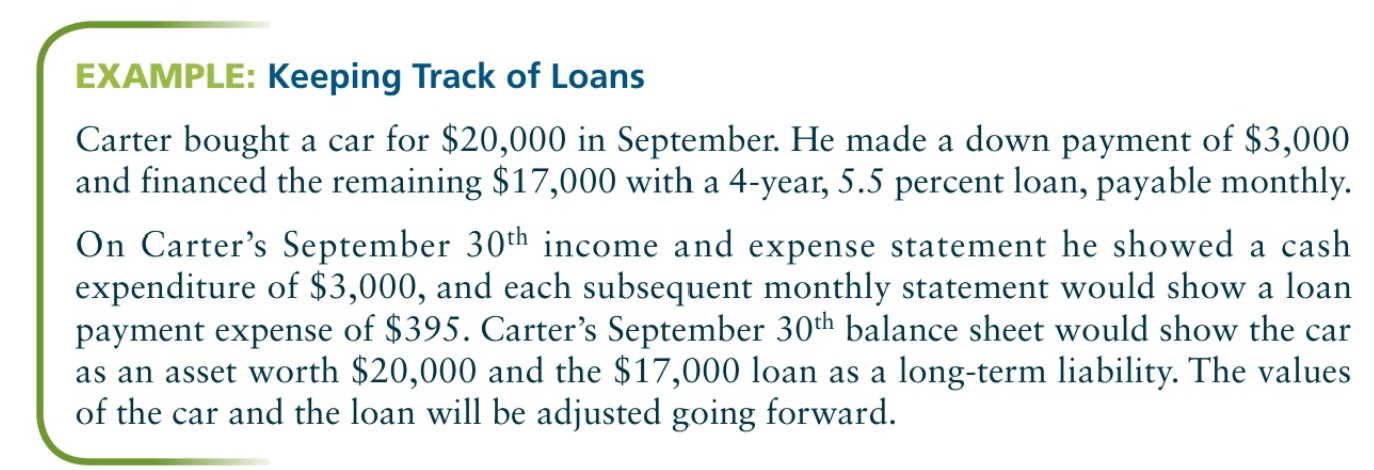 EXAMPLE: Keeping Track of Loans
Carter bought a car for $20,000 in September. He made a down payment of $3,000
and financed the remaining $17,000 with a 4-year, 5.5 percent loan, payable monthly.
On Carter’s September 30th income and expense statement he showed a cash
expenditure of $3,000, and each subsequent monthly statement would show a loan
payment expense of $395. Carter’s September 30th balance sheet would show the car
as an asset worth $20,000 and the $17,000 loan as a long-term liability. The values
of the car and the loan will be adjusted going forward.